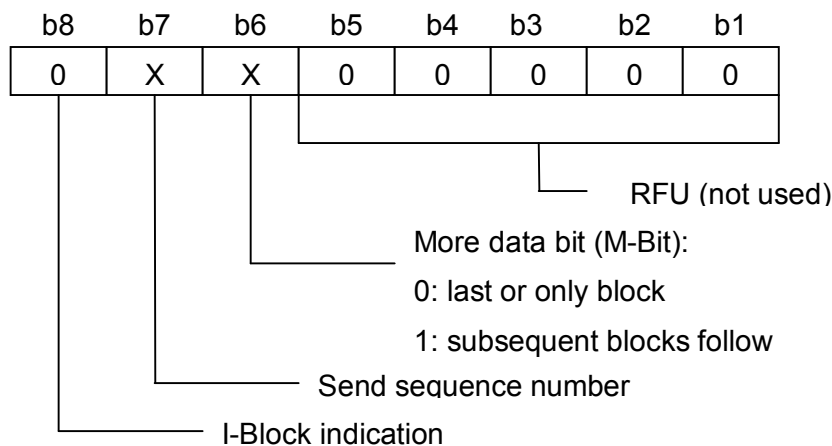 b8 b7 b6 b5 b4 b3 b2 b1
0 X X 0 0 0 0 0
RFU (not used)
More data bit (M-Bit):
0: last or only block
1: subsequent blocks follow
Send sequence number
I-Block indication